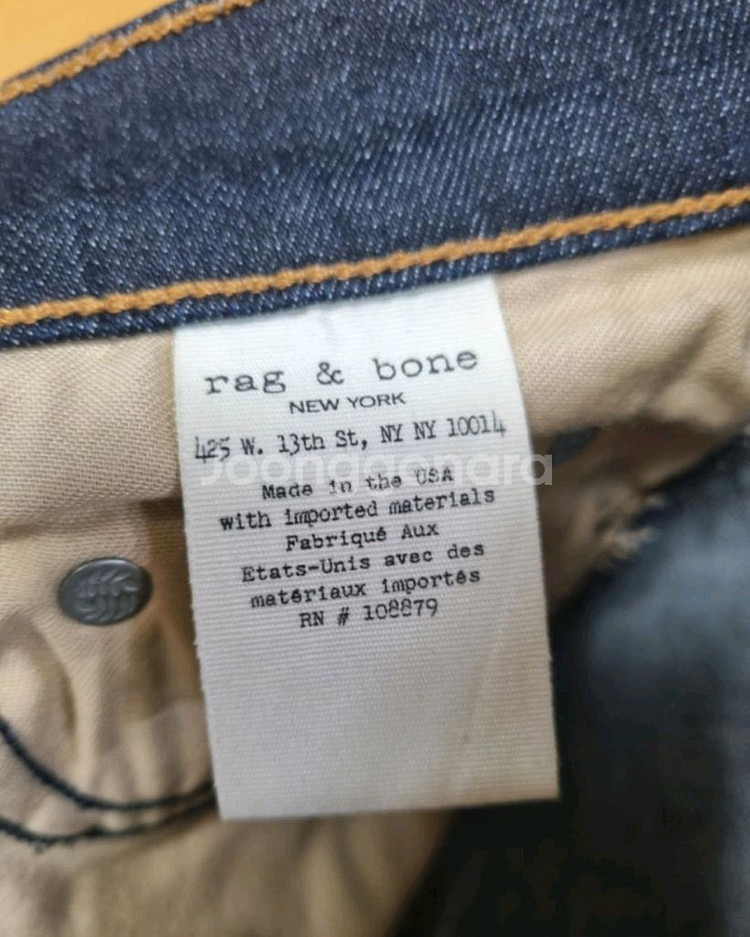 rag & bone
NEW YORK
425 W. 13th St, NY NY 10014
Joonggonara
Made in the USA
with imported materials
Fabriqué Aux
Etats-Unis avec des
matériaux importés
RN # 108879